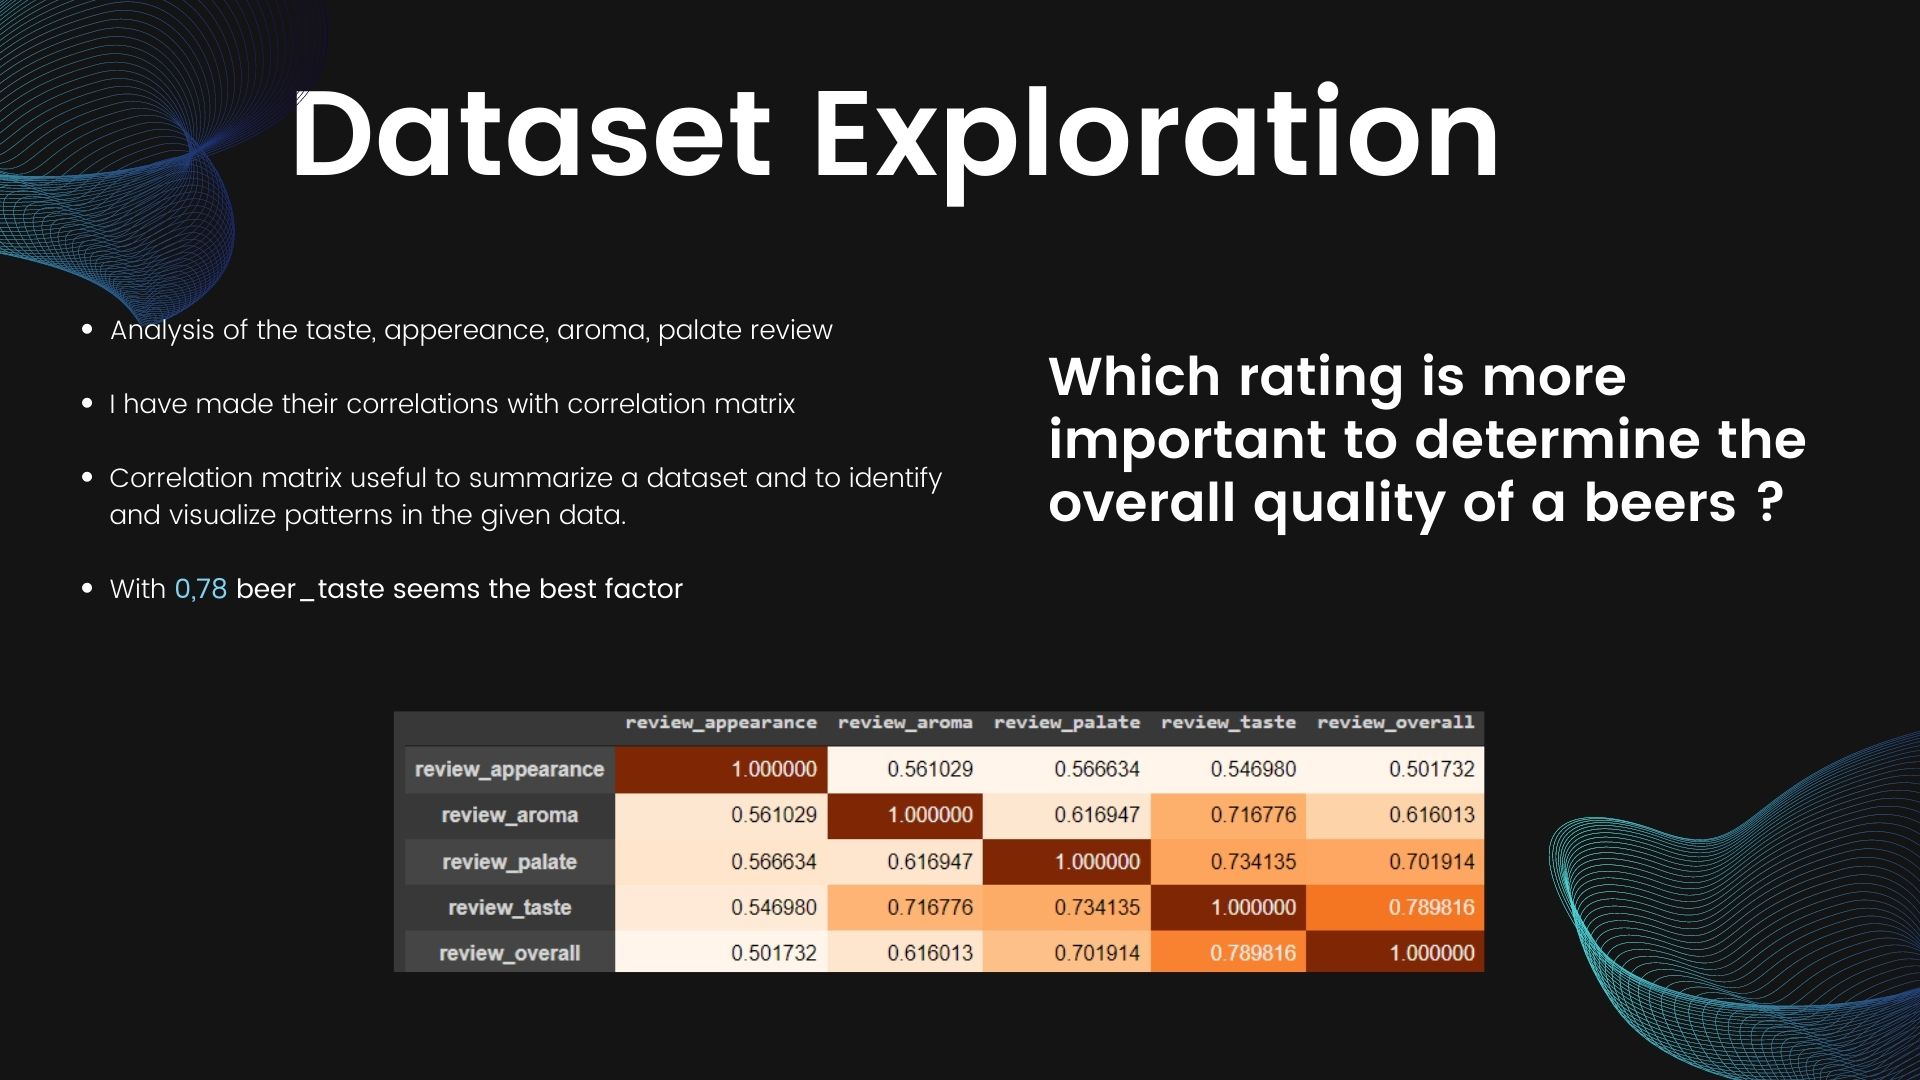 Dataset Exploration
• Analysis of the taste, appereance, aroma, palate review
• I have made their correlations with correlation matrix
• Correlation matrix useful to summarize a dataset and to identify
and visualize patterns in the given data.
• With 0,78 beer_taste seems the best factor
Which rating is more
important to determine the
overall quality of a beers ?
review_appearance review_aroma review_palate review_taste review_overall
review_appearance 1.000000 0.561029 0.566634 0.546980 0.501732
review_aroma 0.561029 1.000000 0.616947 0.716776 0.616013
review_palate 0.566634 0.616947 1.000000 0.734135 0.701914
review_taste 0.546980 0.716776 0.734135 1.000000 0.789816
review_overall 0.501732 0.616013 0.701914 0.789816 1.000000